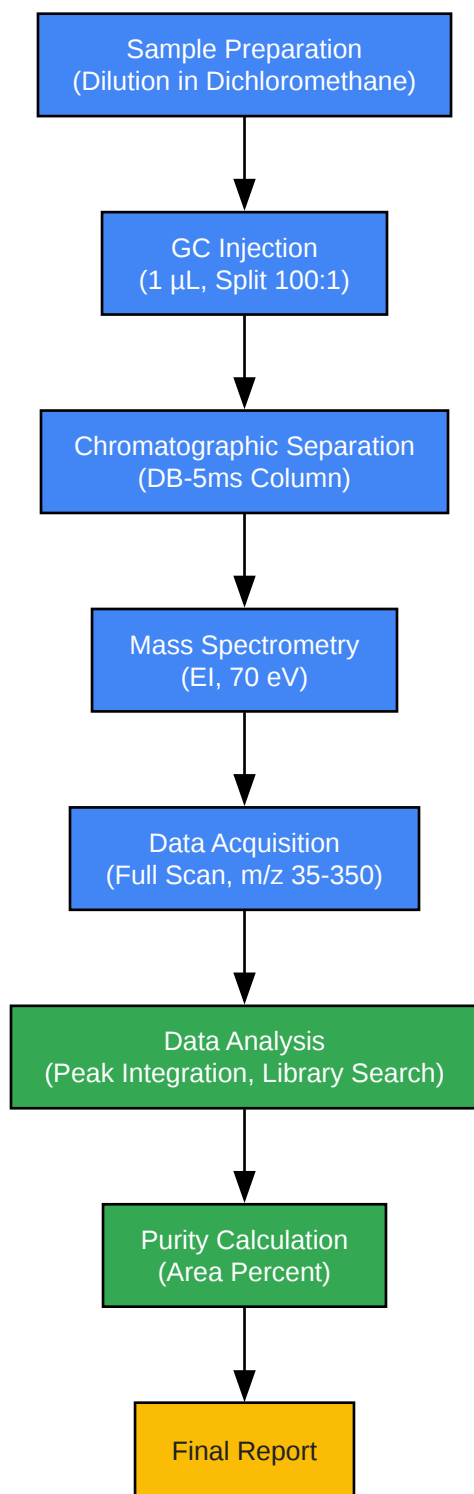 Sample Preparation
(Dilution in Dichloromethane)
GC Injection
(1 µL, Split 100:1)
Chromatographic Separation
(DB-5ms Column)
Mass Spectrometry
(EI, 70 eV)
Data Acquisition
(Full Scan, m/z 35-350)
Data Analysis
(Peak Integration, Library Search)
Purity Calculation
(Area Percent)
Final Report